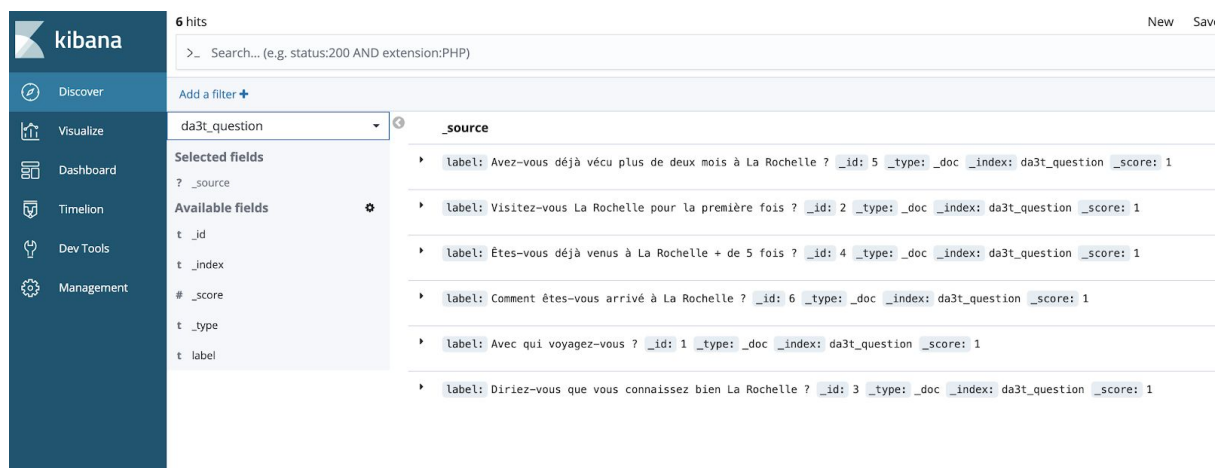 kibana
Discover
Visualize
Dashboard
Timelion
Dev Tools
Management
6 hits
New
>_ Search... (e.g. status:200 AND extension:PHP)
Add a filter +
da3t_question
Selected fields
? _source
Available fields
t _id
t _index
# _score
t _type
t label
_source
label: Avez-vous déjà vécu plus de deux mois à La Rochelle ? _id: 5 _type: _doc _index: da3t_question _score: 1
label: Visitez-vous La Rochelle pour la première fois ? _id: 2 _type: _doc _index: da3t_question _score: 1
label: Êtes-vous déjà venus à La Rochelle + de 5 fois ? _id: 4 _type: _doc _index: da3t_question _score: 1
label: Comment êtes-vous arrivé à La Rochelle ? _id: 6 _type: _doc _index: da3t_question _score: 1
label: Avec qui voyagez-vous ? _id: 1 _type: _doc _index: da3t_question _score: 1
label: Diriez-vous que vous connaissez bien La Rochelle ? _id: 3 _type: _doc _index: da3t_question _score: 1